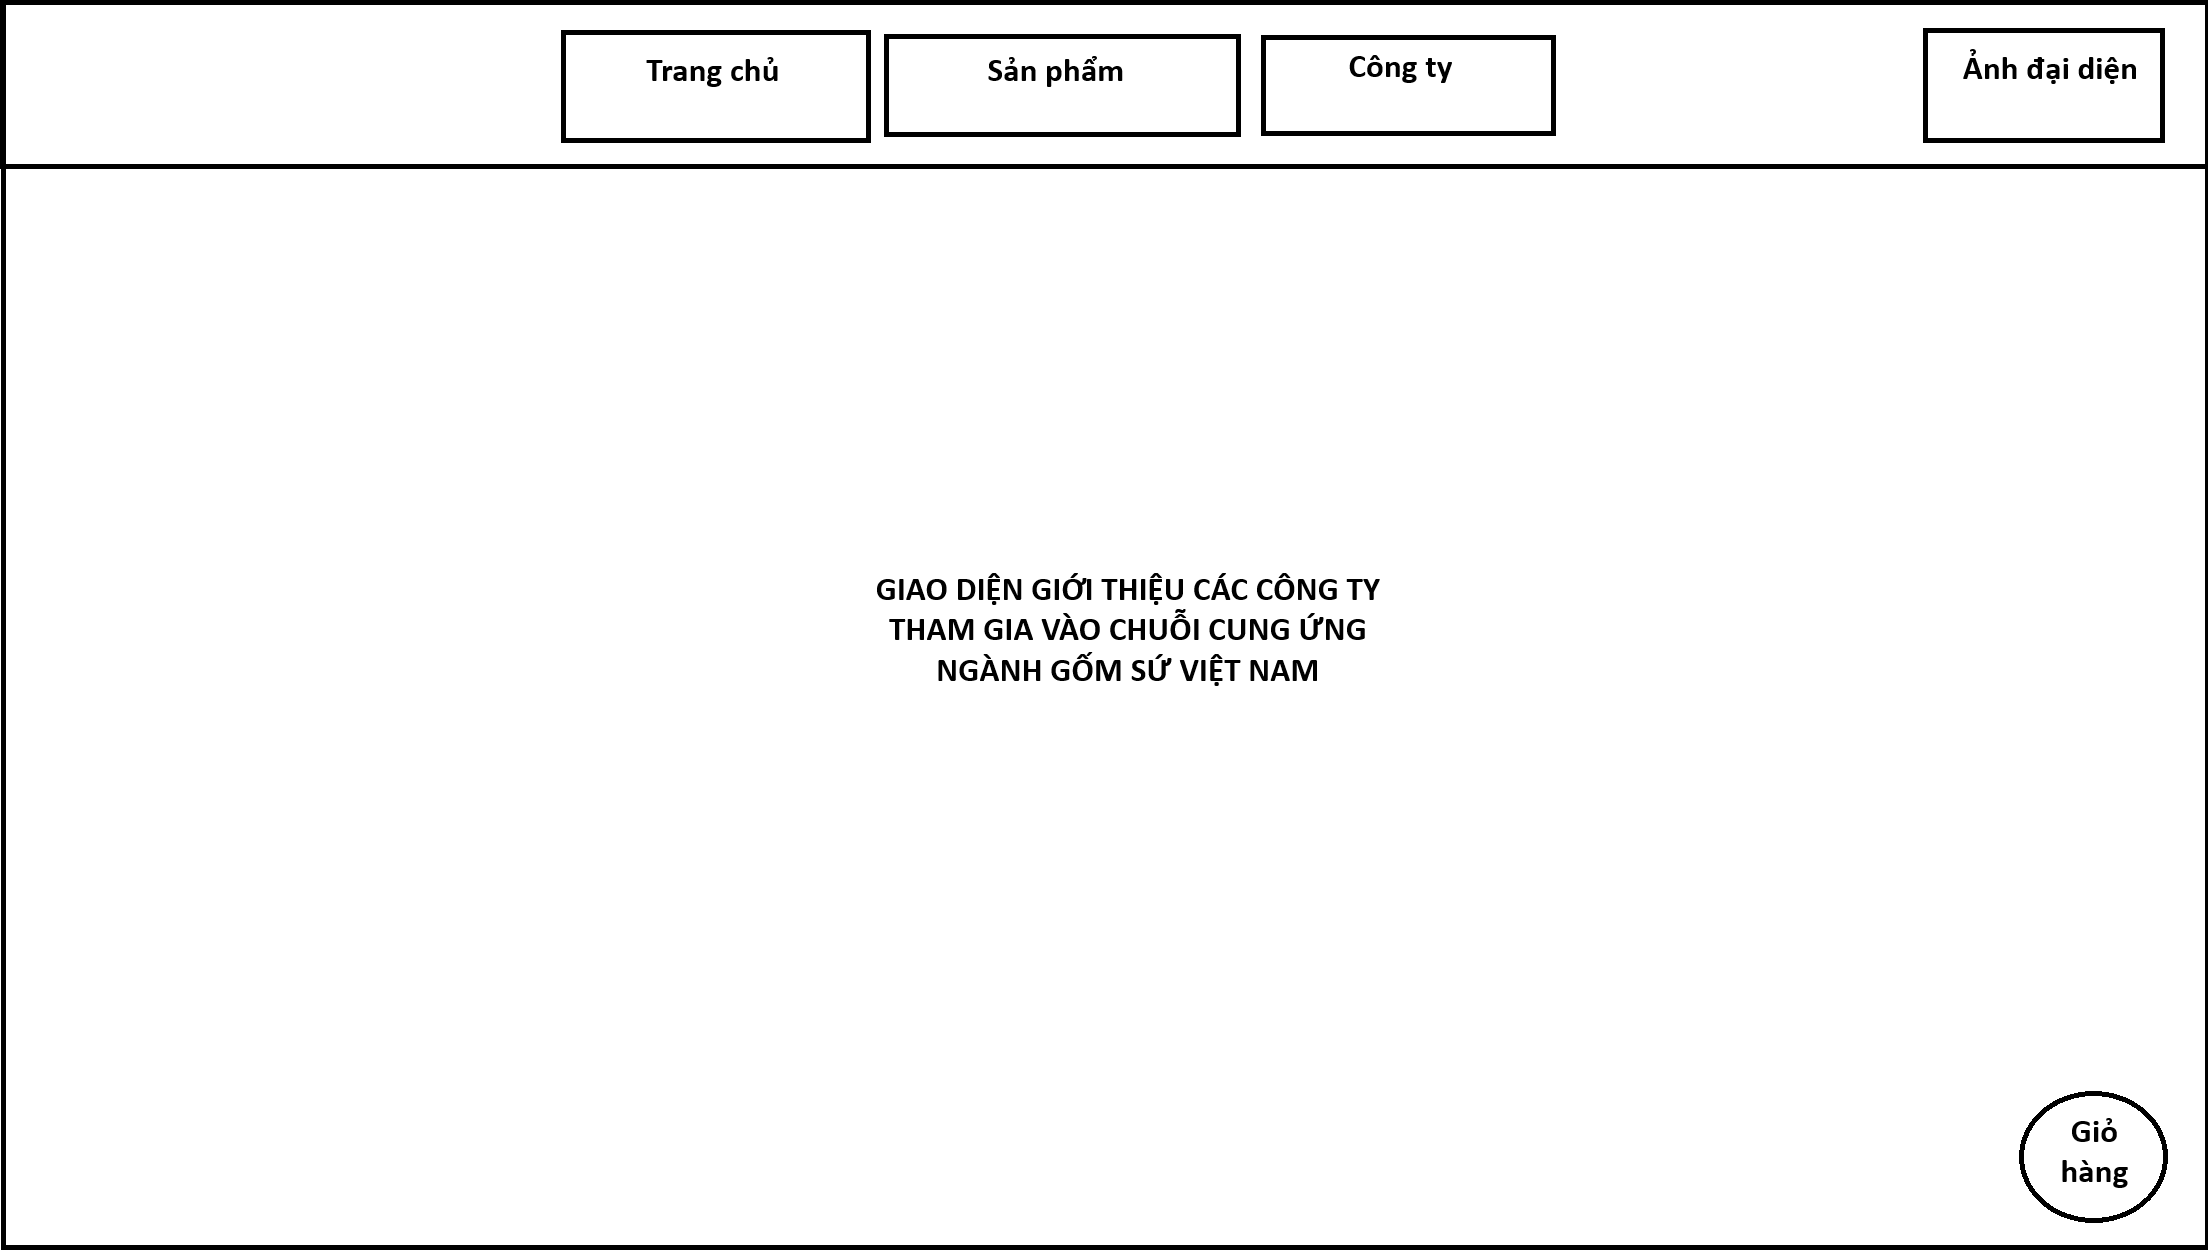 Trang chủ
Sản phẩm
Công ty
Ảnh đại diện
GIAO DIỆN GIỚI THIỆU CÁC CÔNG TY
THAM GIA VÀO CHUỖI CUNG ỨNG
NGÀNH GỐM SỨ VIỆT NAM
Giỏ
hàng